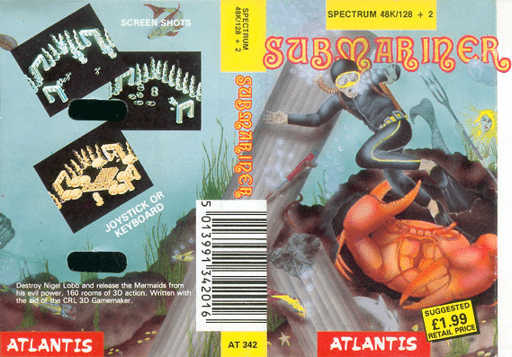 SCREEN SHOTS
JOYSTICK OR
KEYBOARD
Destroy Nigel Lobo and release the Mermaids from
his evil power. 160 rooms of 3D action. Written with
the aid of the CRL 3D Gamemaker.
ATLANTIS
SPECTRUM
48K/128 + 2
SUBMARINER
5 013991 342016
AT 342
SPECTRUM 48K/128 + 2
SUBMARINER
ATLANTIS
SUGGESTED
£1.99
RETAIL PRICE